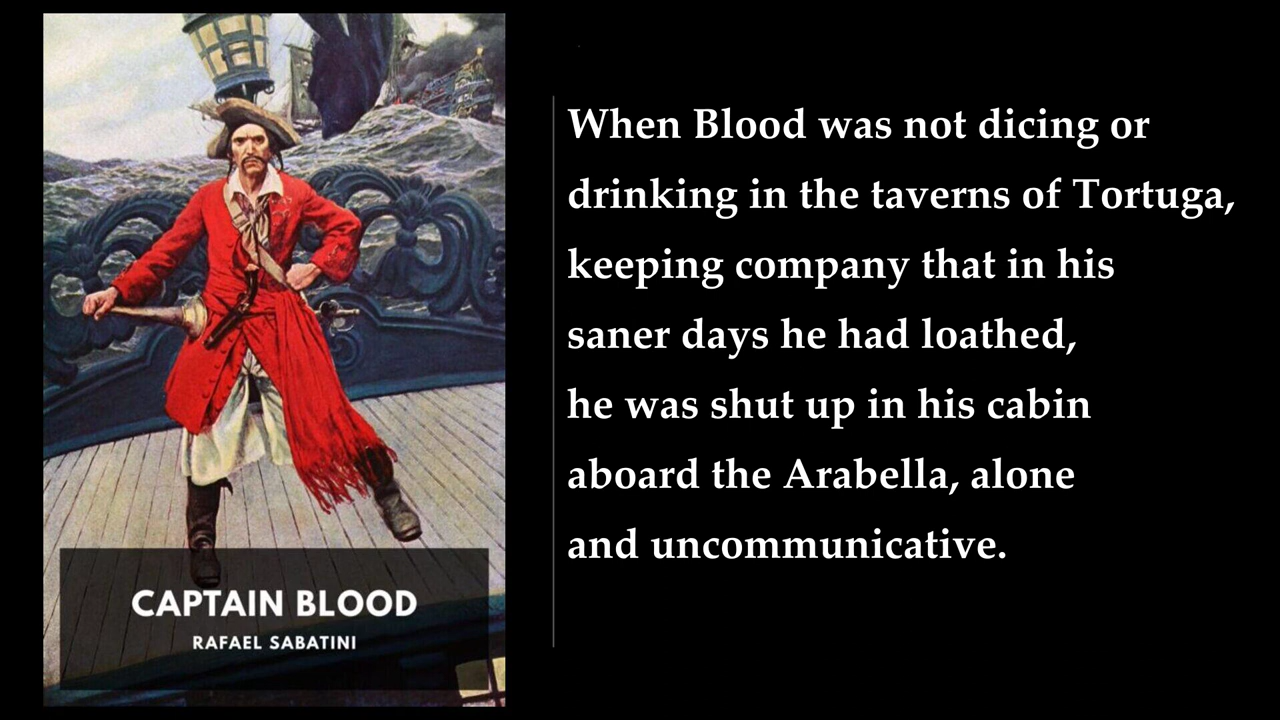 CAPTAIN BLOOD
RAFAEL SABATINI
When Blood was not dicing or
drinking in the taverns of Tortuga,
keeping company that in his
saner days he had loathed,
he was shut up in his cabin
aboard the Arabella, alone
and uncommunicative.